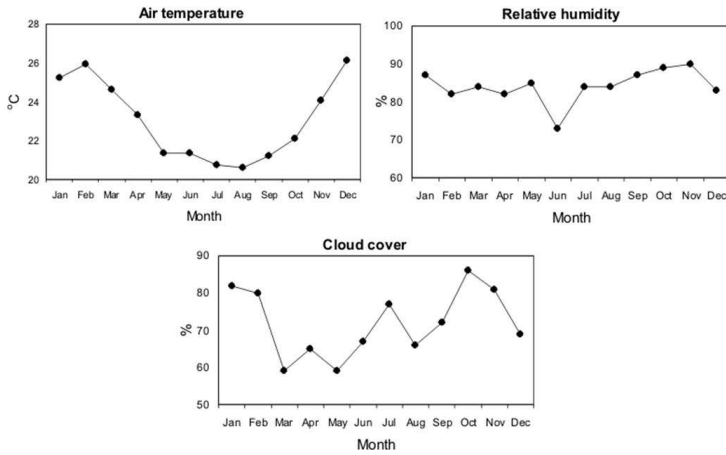 Air temperature
28
26
24
22
20
°C
Jan Feb Mar Apr May Jun Jul Aug Sep Oct Nov Dec
Month
Relative humidity
100
90
80
70
60
%
Jan Feb Mar Apr May Jun Jul Aug Sep Oct Nov Dec
Month
Cloud cover
90
80
70
60
50
%
Jan Feb Mar Apr May Jun Jul Aug Sep Oct Nov Dec
Month